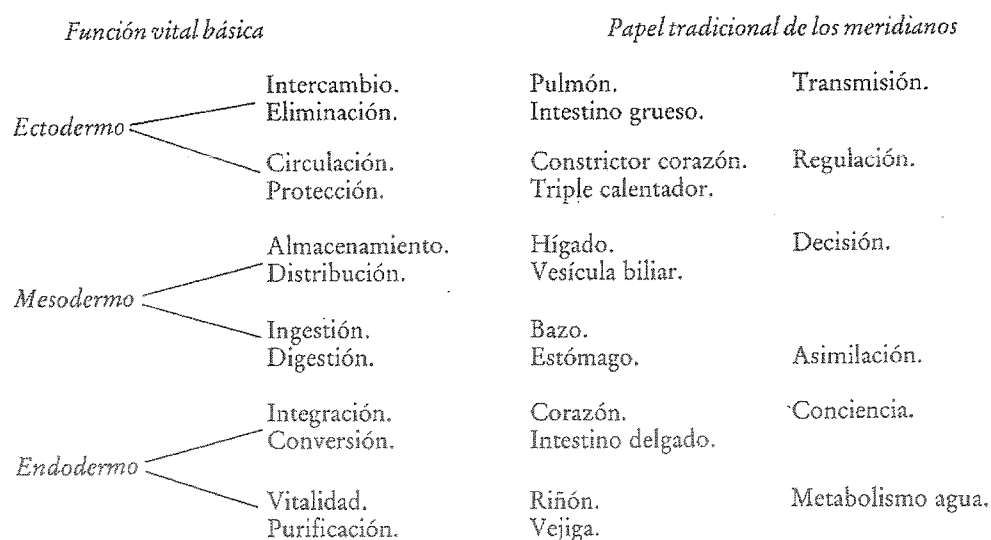 Función vital básica Papel tradicional de los meridianos
Intercambio. Pulmón. Transmisión.
Eliminación. Intestino grueso.
Ectodermo
Circulación. Constrictor corazón. Regulación.
Protección. Triple calentador.
Almacenamiento. Hígado. Decisión.
Distribución. Vesícula biliar.
Mesodermo
Ingestión. Bazo.
Digestión. Estómago. Asimilación.
Integración. Corazón. Conciencia.
Conversión. Intestino delgado.
Endodermo
Vitalidad. Riñón. Metabolismo agua.
Purificación. Vejiga.